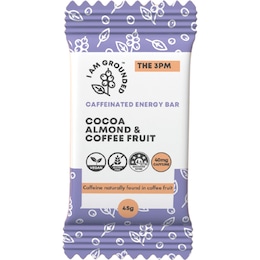 I AM GROUNDED
THE 3PM
CAFFEINATED ENERGY BAR
COCOA
ALMOND &
COFFEE FRUIT
VEGAN
40mg
CAFFEINE
Caffeine naturally found in coffee fruit
45g